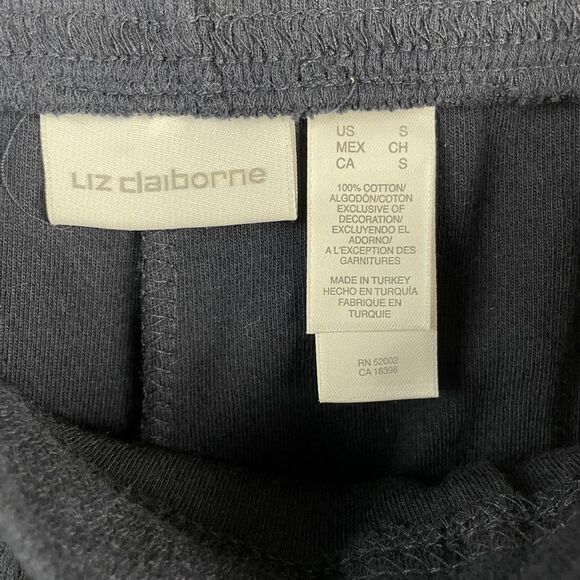 Liz claiborne
US S
MEX CH
CA S
100% COTTON/
ALGODÓN/COTON
EXCLUSIVE OF
DECORATION/
EXCLUYENDO EL
ADORNO/
A L'EXCEPTION DES
GARNITURES
MADE IN TURKEY
HECHO EN TURQUÍA
FABRIQUE EN
TURQUIE
RN 52002
CA 16396